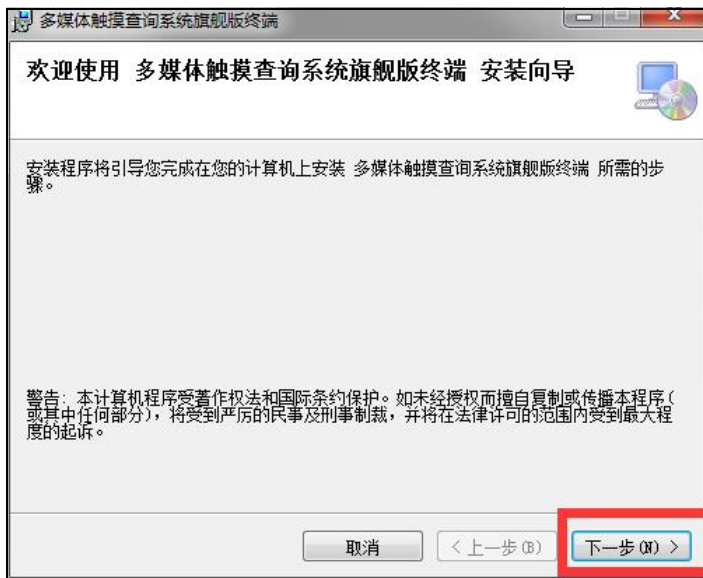 多媒体触摸查询系统旗舰版终端
欢迎使用 多媒体触摸查询系统旗舰版终端 安装向导
安装程序将引导您完成在您的计算机上安装 多媒体触摸查询系统旗舰版终端 所需的步
骤。
警告: 本计算机程序受著作权法和国际条约保护。如未经授权而擅自复制或传播本程序(
或其中任何部分)，将受到严厉的民事及刑事制裁，并将在法律许可的范围内受到最大程
度的起诉。
取消
< 上一步(B)
下一步(N) >